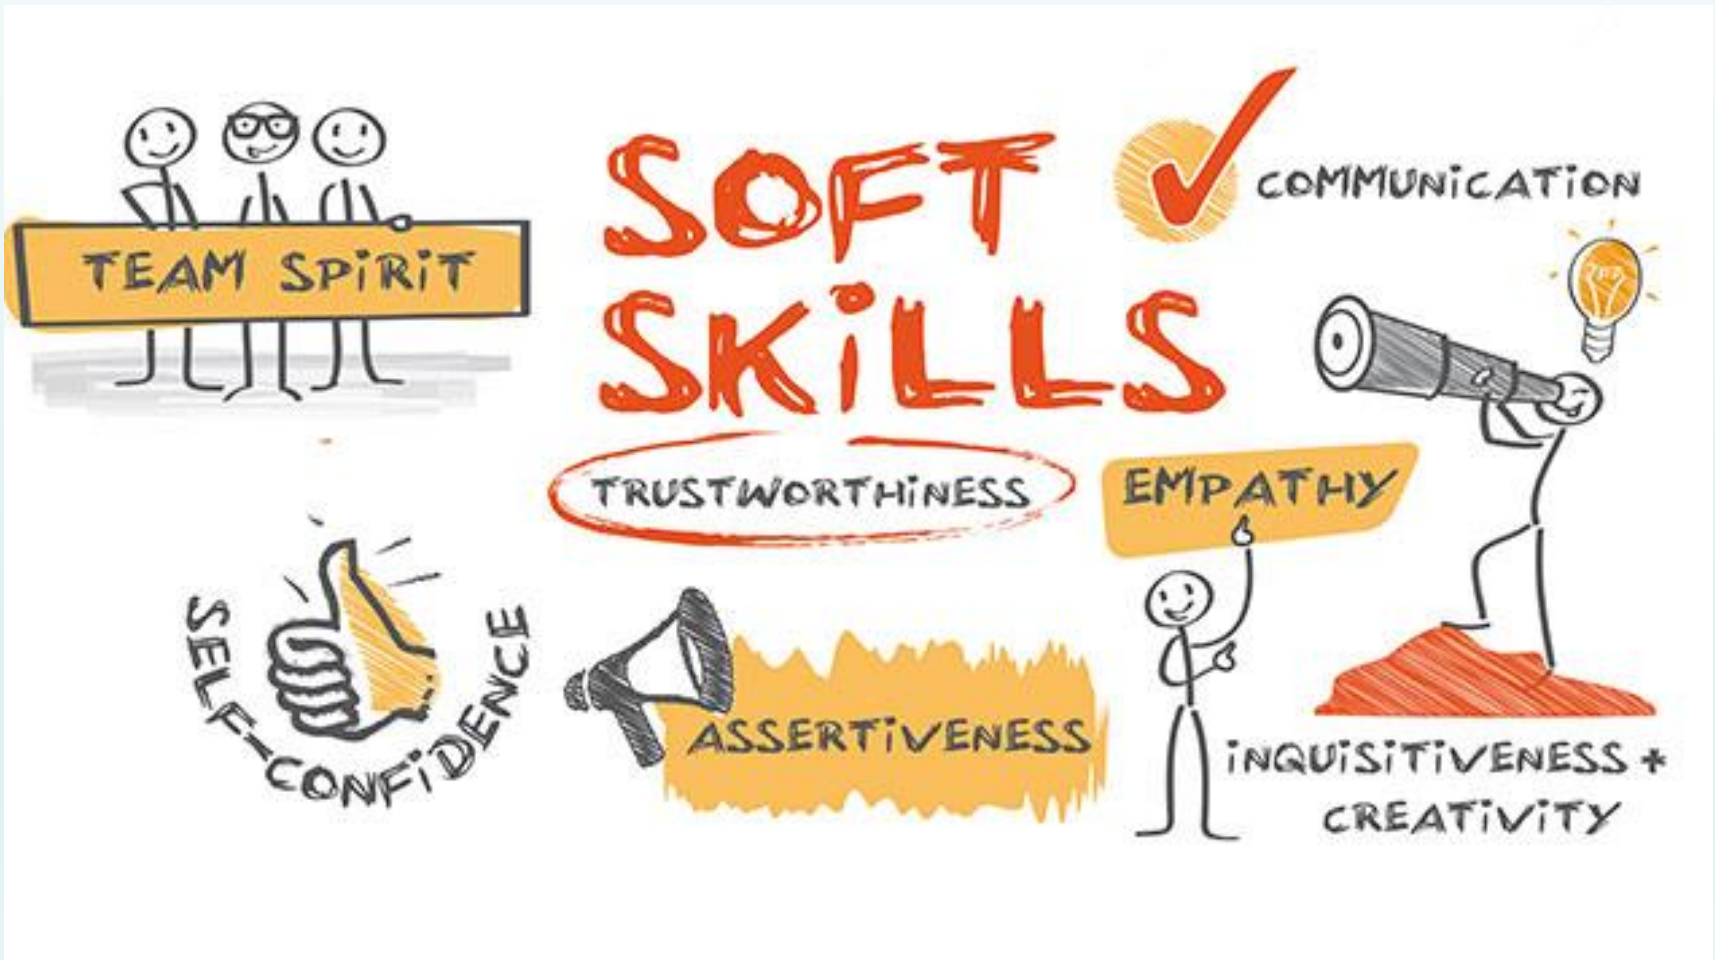 SOFT
SKiLLS
TEAM SPiRiT
COMMUNiCATiON
TRUSTWORTHiNESS
EMPATHY
SELF-CONFiDENCE
ASSERTiVENESS
iNQUiSiTiVENESS +
CREATiViTY